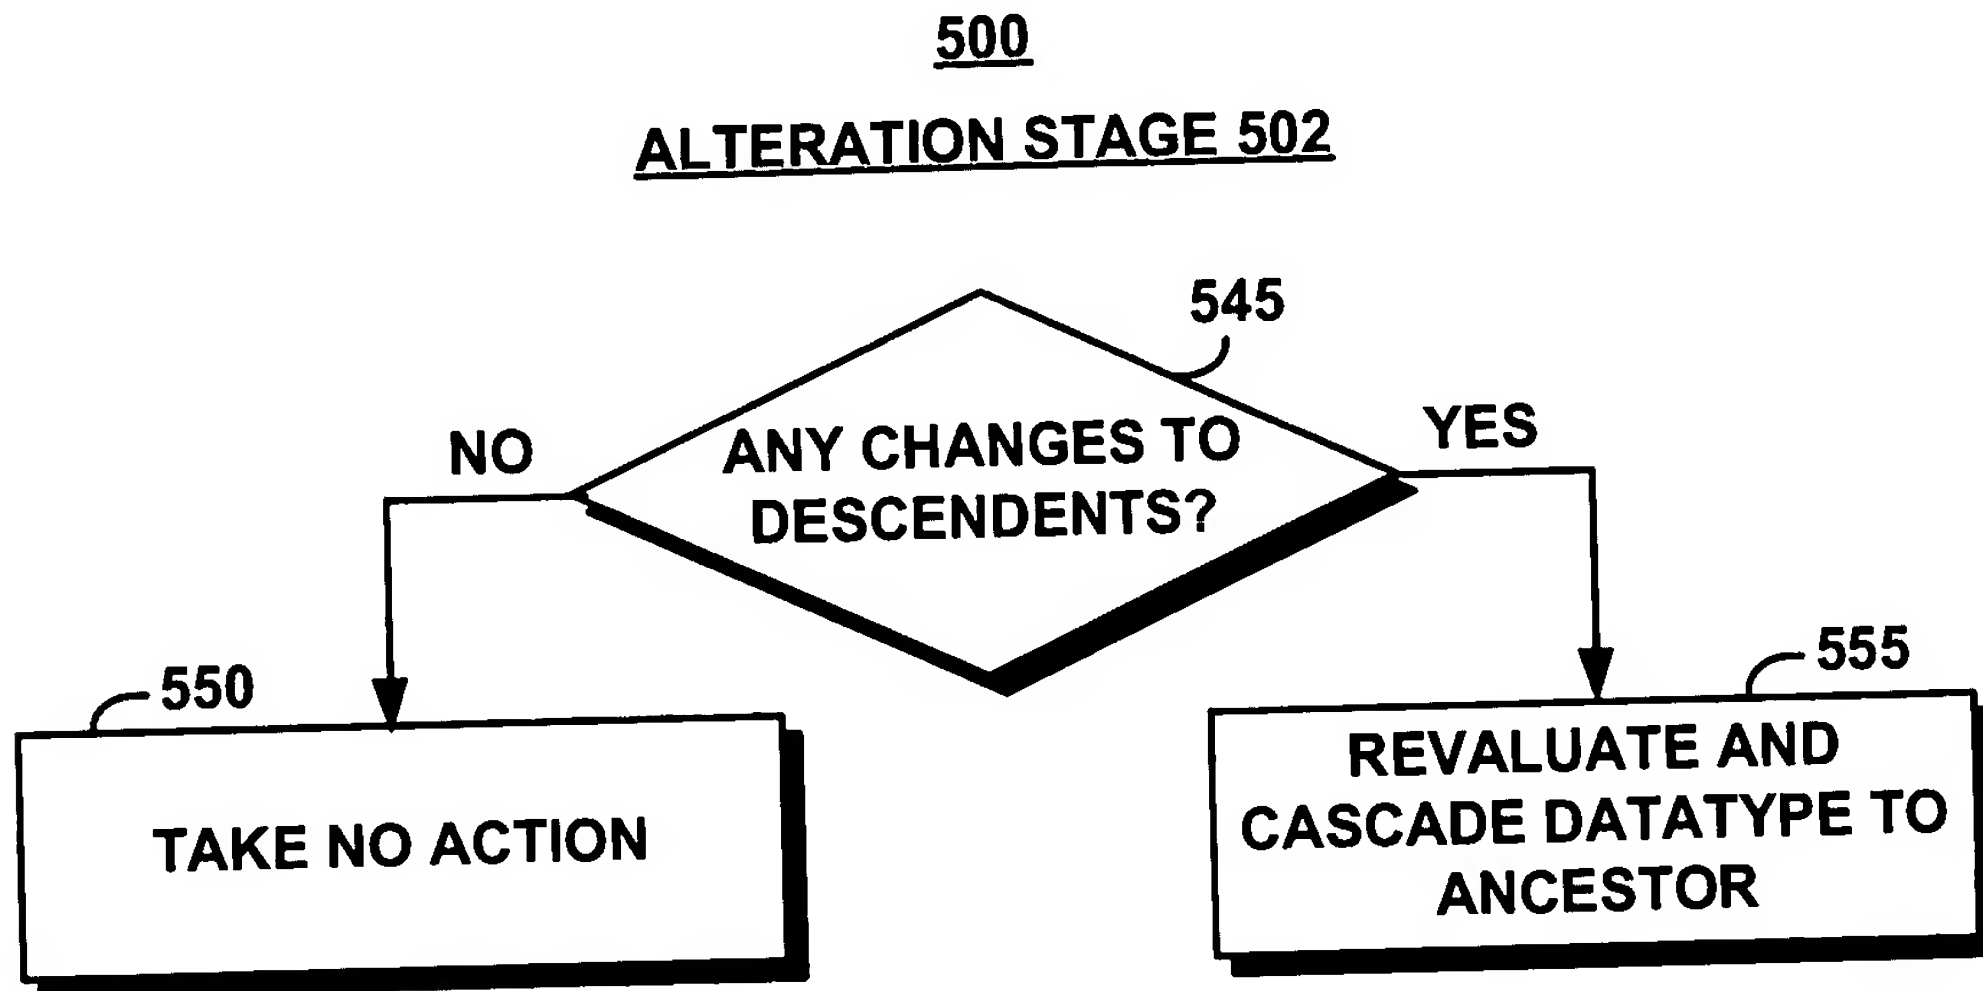 500
ALTERATION STAGE 502
545
NO
YES
ANY CHANGES TO
DESCENDENTS?
550
555
TAKE NO ACTION
REVALUATE AND
CASCADE DATATYPE TO
ANCESTOR